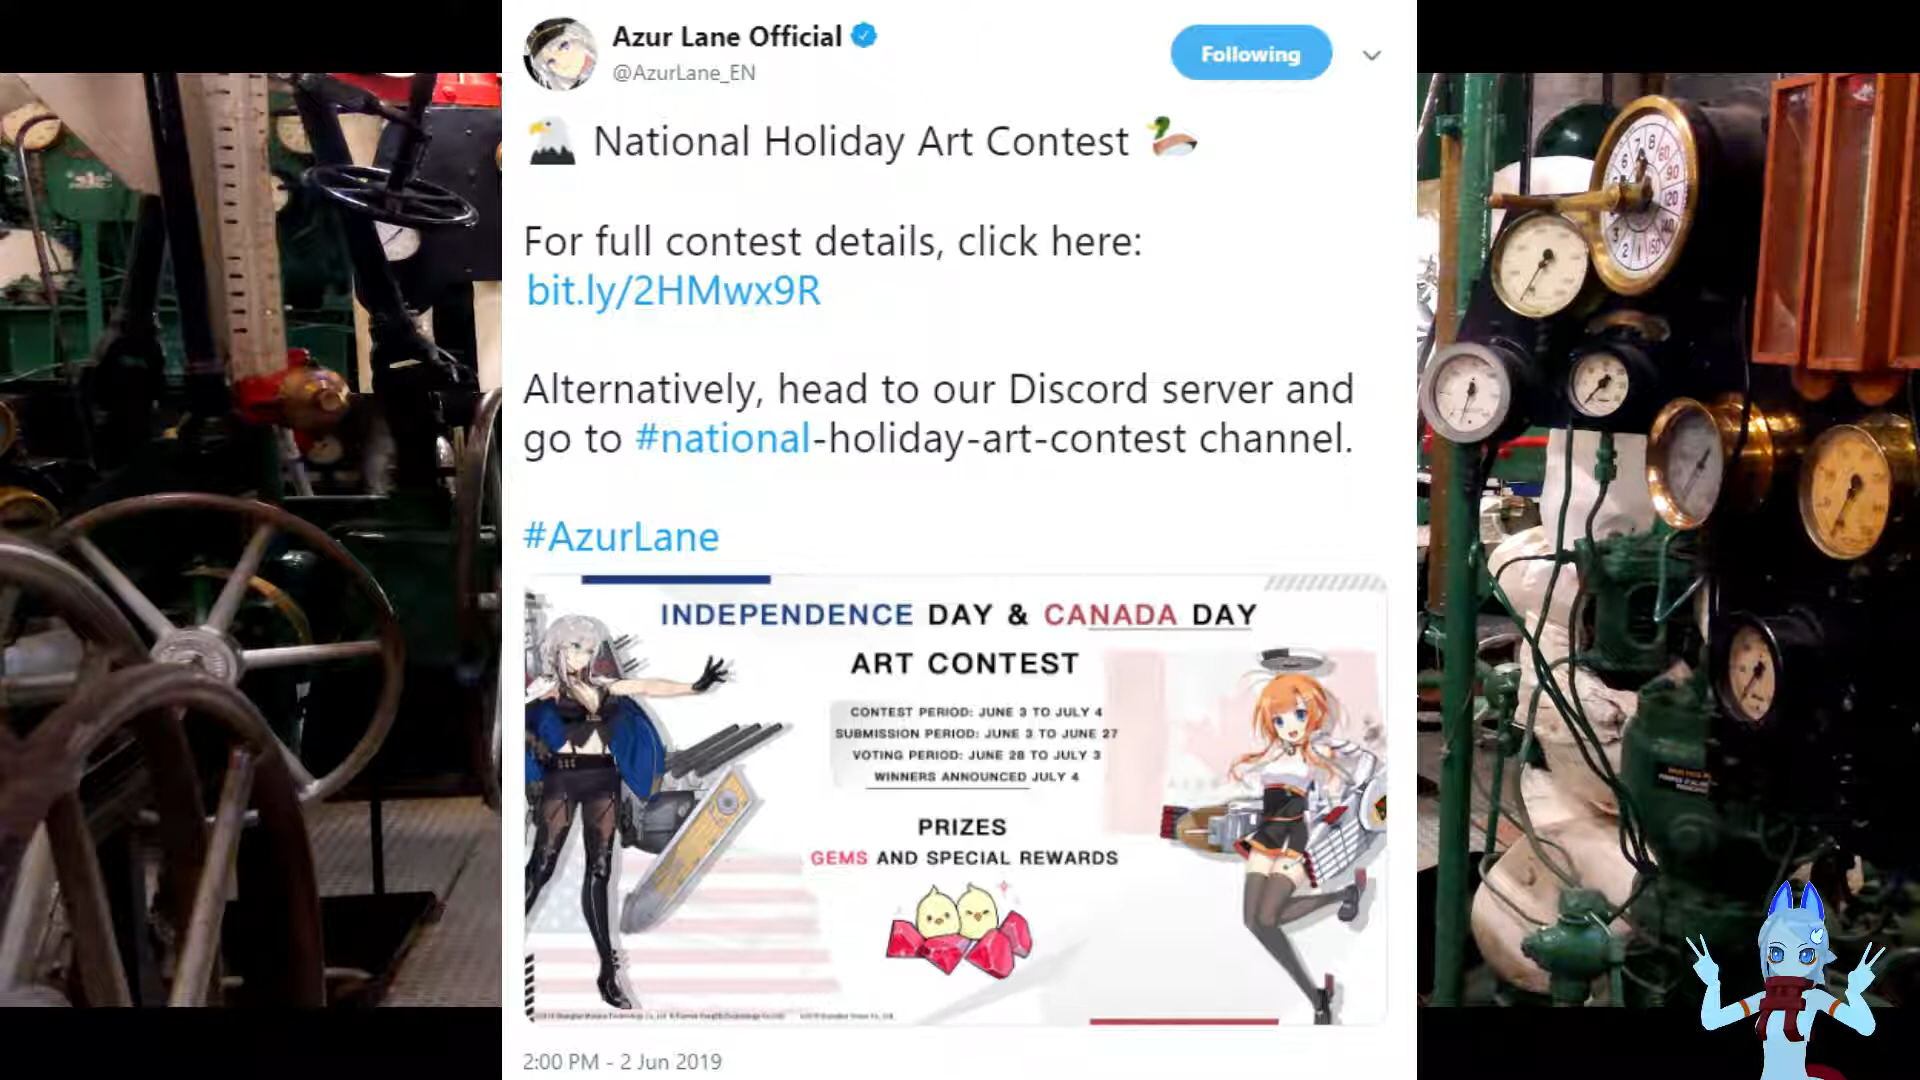 Azur Lane Official
@AzurLane_EN
Following
National Holiday Art Contest
For full contest details, click here:
bit.ly/2HMwx9R
Alternatively, head to our Discord server and
go to #national-holiday-art-contest channel.
#AzurLane
INDEPENDENCE DAY & CANADA DAY
ART CONTEST
CONTEST PERIOD: JUNE 3 TO JULY 4
SUBMISSION PERIOD: JUNE 3 TO JUNE 27
VOTING PERIOD: JUNE 28 TO JULY 3
WINNERS ANNOUNCED JULY 4
PRIZES
GEMS AND SPECIAL REWARDS
2:00 PM - 2 Jun 2019